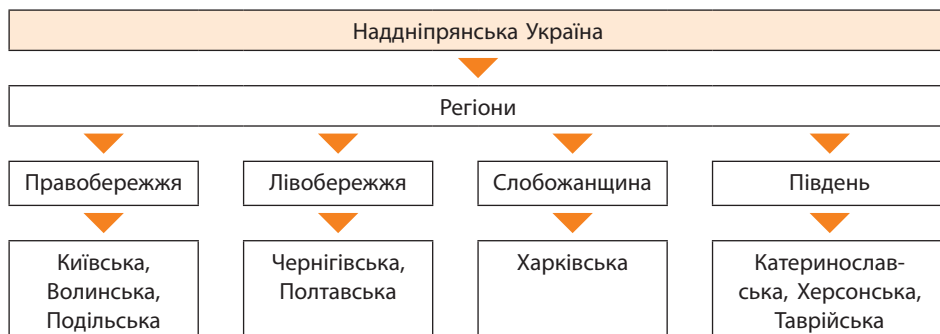 Наддніпрянська Україна
Регіони
Правобережжя
Лівобережжя
Слобожанщина
Південь
Київська,
Волинська,
Подільська
Чернігівська,
Полтавська
Харківська
Катеринослав-
ська, Херсонська,
Таврійська